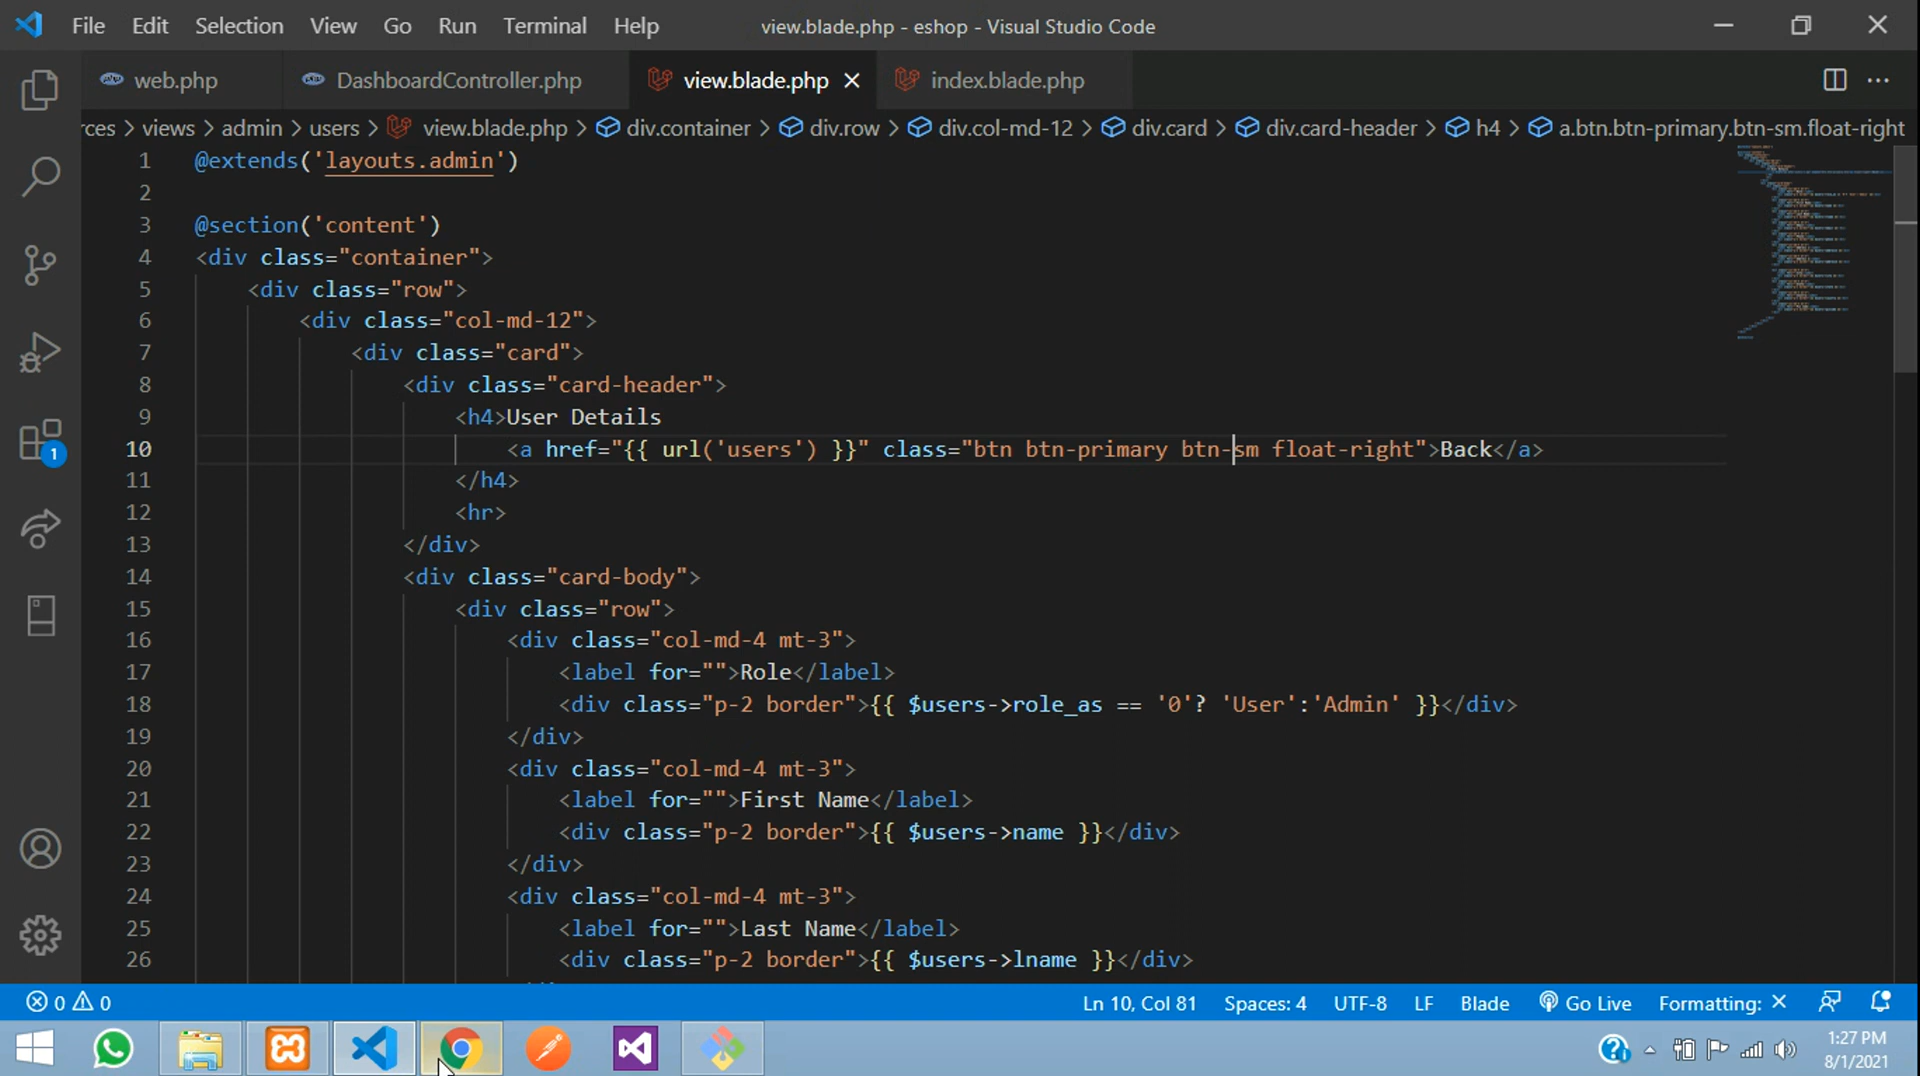 File Edit Selection View Go Run Terminal Help view.blade.php - eshop - Visual Studio Code
web.php DashboardController.php view.blade.php index.blade.php
rces > views > admin > users > view.blade.php > div.container > div.row > div.col-md-12 > div.card > div.card-header > h4 > a.btn.btn-primary.btn-sm.float-right
1 @extends('layouts.admin')
2
3 @section('content')
4 <div class="container">
5 <div class="row">
6 <div class="col-md-12">
7 <div class="card">
8 <div class="card-header">
9 <h4>User Details
10 <a href="{{ url('users') }}" class="btn btn-primary btn-sm float-right">Back</a>
11 </h4>
12 <hr>
13 </div>
14 <div class="card-body">
15 <div class="row">
16 <div class="col-md-4 mt-3">
17 <label for="">Role</label>
18 <div class="p-2 border">{{ $users->role_as == '0'? 'User':'Admin' }}</div>
19 </div>
20 <div class="col-md-4 mt-3">
21 <label for="">First Name</label>
22 <div class="p-2 border">{{ $users->name }}</div>
23 </div>
24 <div class="col-md-4 mt-3">
25 <label for="">Last Name</label>
26 <div class="p-2 border">{{ $users->lname }}</div>
1
0 0 Ln 10, Col 81 Spaces: 4 UTF-8 LF Blade Go Live Formatting: ×
1:27 PM
8/1/2021